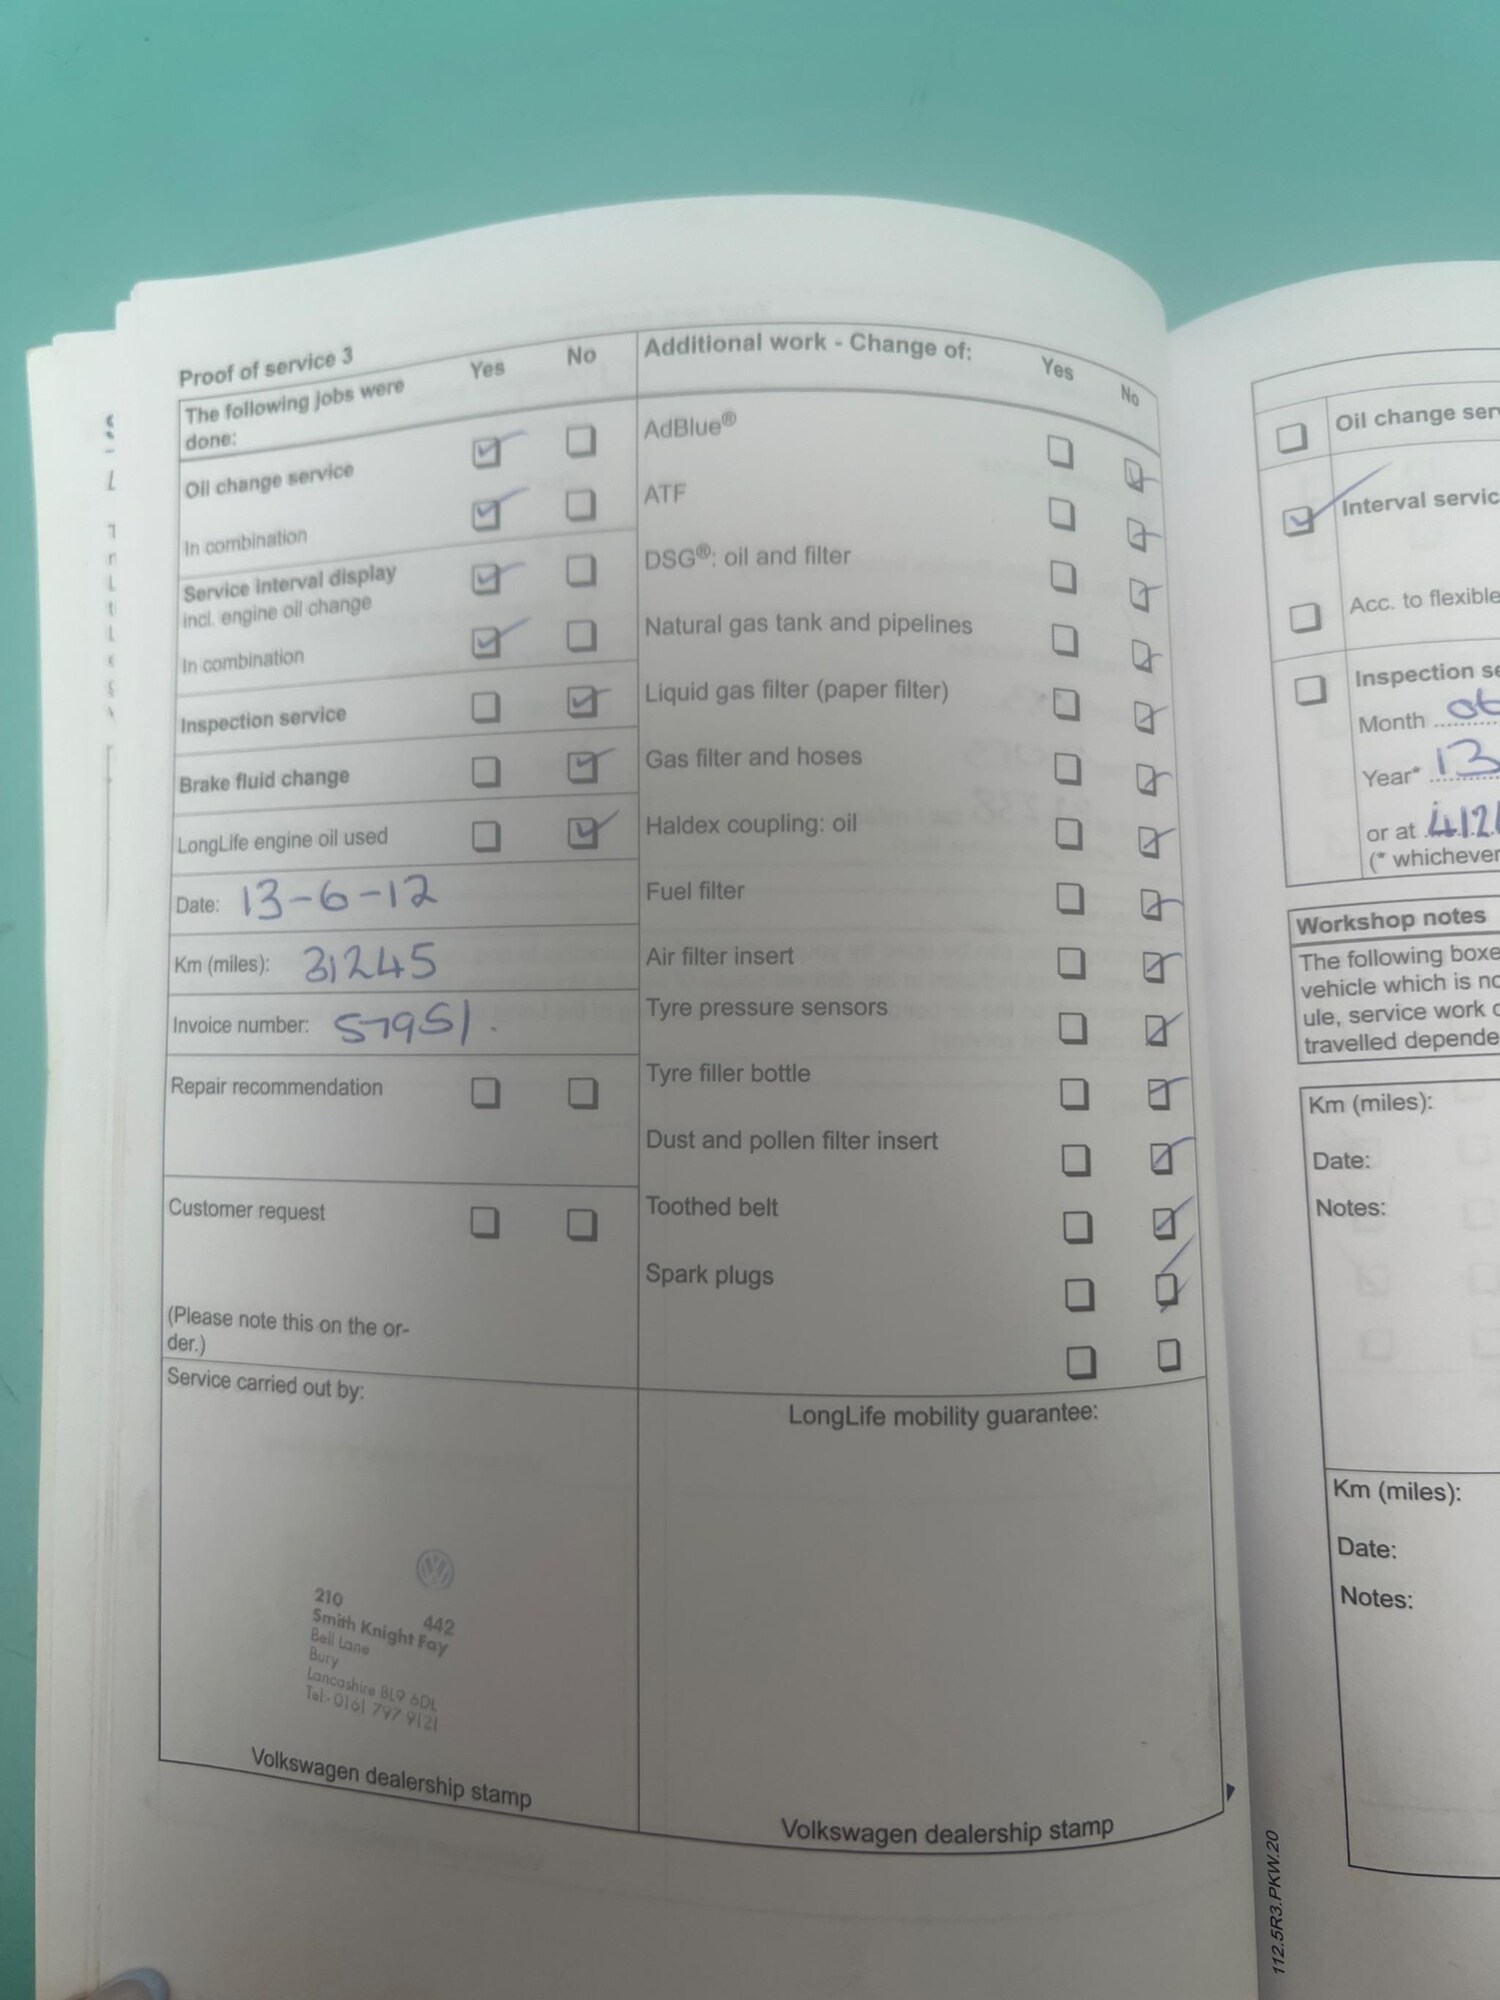 Proof of service 3
The following jobs were
done:
Yes No
Oil change service
In combination
Service interval display
incl. engine oil change
In combination
Inspection service
Brake fluid change
LongLife engine oil used
Date: 13-6-12
Km (miles): 31245
Invoice number: 57951.
Repair recommendation
Customer request
(Please note this on the or-
der.)
Service carried out by:
210 442
Smith Knight Fay
Bell Lane
Bury
Lancashire BL9 6DL
Tel:- 0161 797 9121
Volkswagen dealership stamp
Additional work - Change of:
Yes No
AdBlue®
ATF
DSG®: oil and filter
Natural gas tank and pipelines
Liquid gas filter (paper filter)
Gas filter and hoses
Haldex coupling: oil
Fuel filter
Air filter insert
Tyre pressure sensors
Tyre filler bottle
Dust and pollen filter insert
Toothed belt
Spark plugs
LongLife mobility guarantee:
Volkswagen dealership stamp
Oil change
Interval
Acc. to flexible
Inspection
Month 06
Year* 13
or at
(* whichever
Workshop notes
The following
vehicle which is
ule, service work
travelled
Km (miles):
Date:
Notes:
Km (miles):
Date:
Notes:
112.5R3.PKW.20